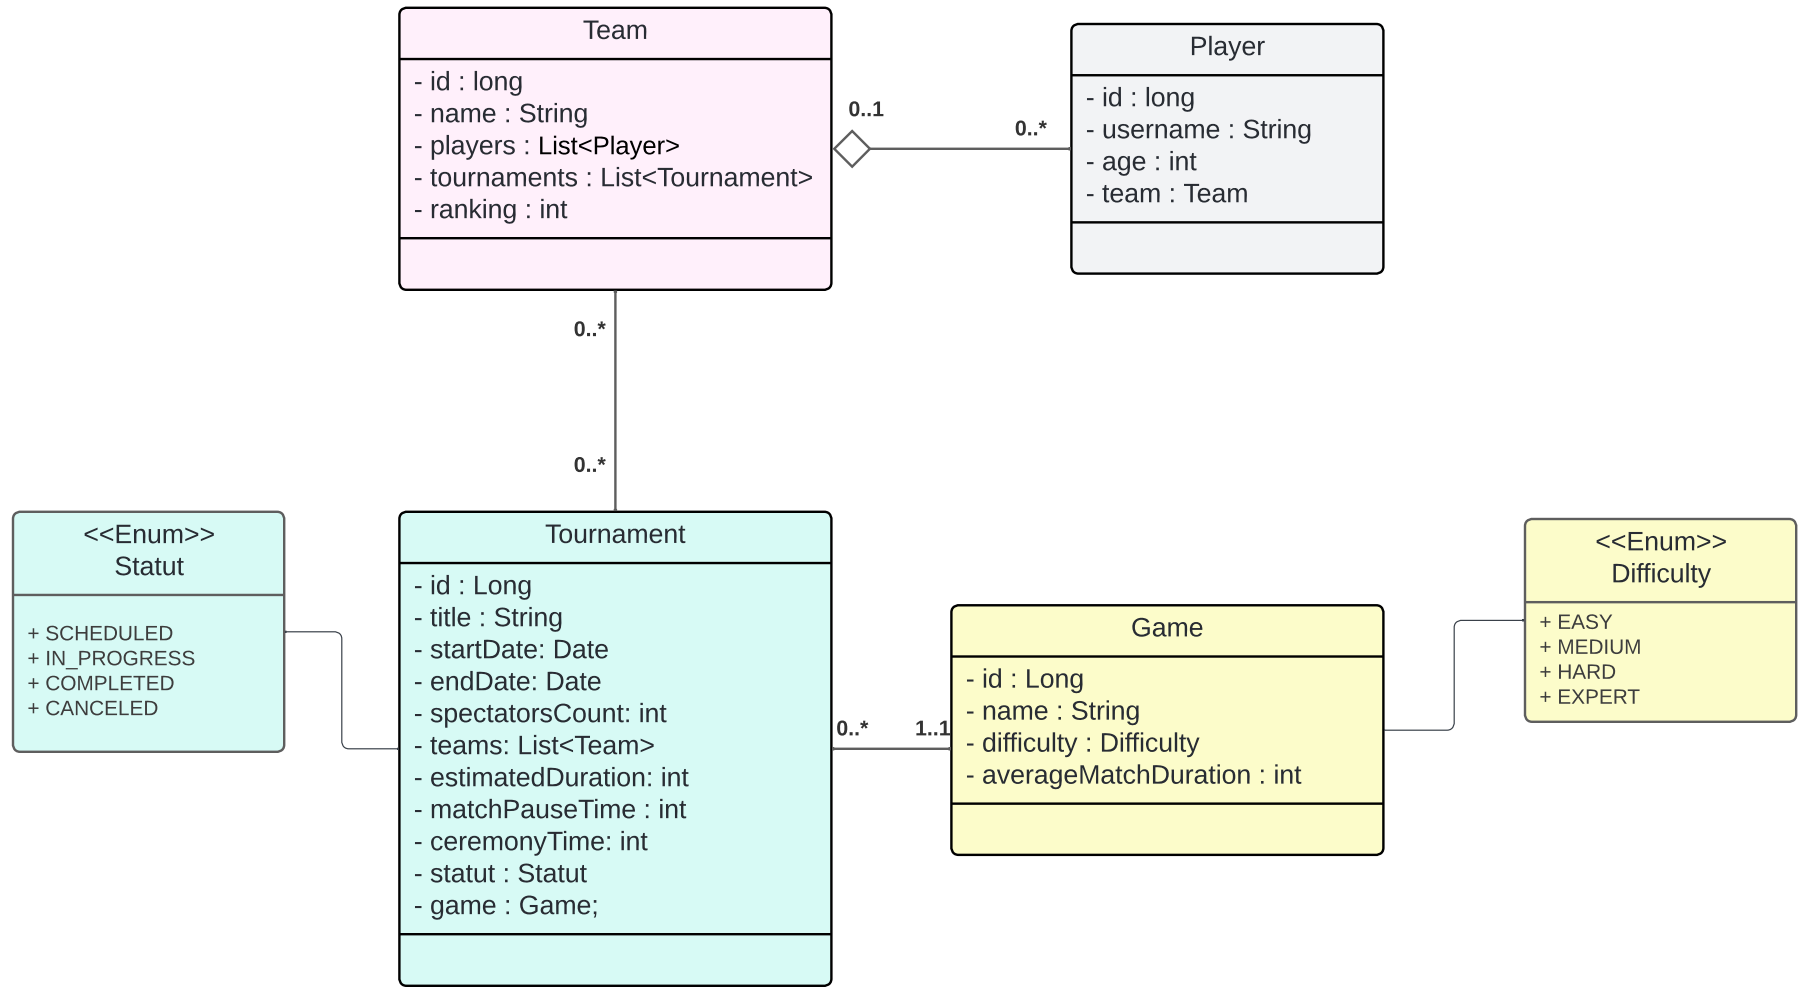 Team
- id : long
- name : String
- players : List<Player>
- tournaments : List<Tournament>
- ranking : int
0..1
0..*
Player
- id : long
- username : String
- age : int
- team : Team
0..*
0..*
<<Enum>>
Statut
+ SCHEDULED
+ IN_PROGRESS
+ COMPLETED
+ CANCELED
Tournament
- id : Long
- title : String
- startDate: Date
- endDate: Date
- spectatorsCount: int
- teams: List<Team>
- estimatedDuration: int
- matchPauseTime : int
- ceremonyTime: int
- statut : Statut
- game : Game;
0..*
1..1
Game
- id : Long
- name : String
- difficulty : Difficulty
- averageMatchDuration : int
<<Enum>>
Difficulty
+ EASY
+ MEDIUM
+ HARD
+ EXPERT